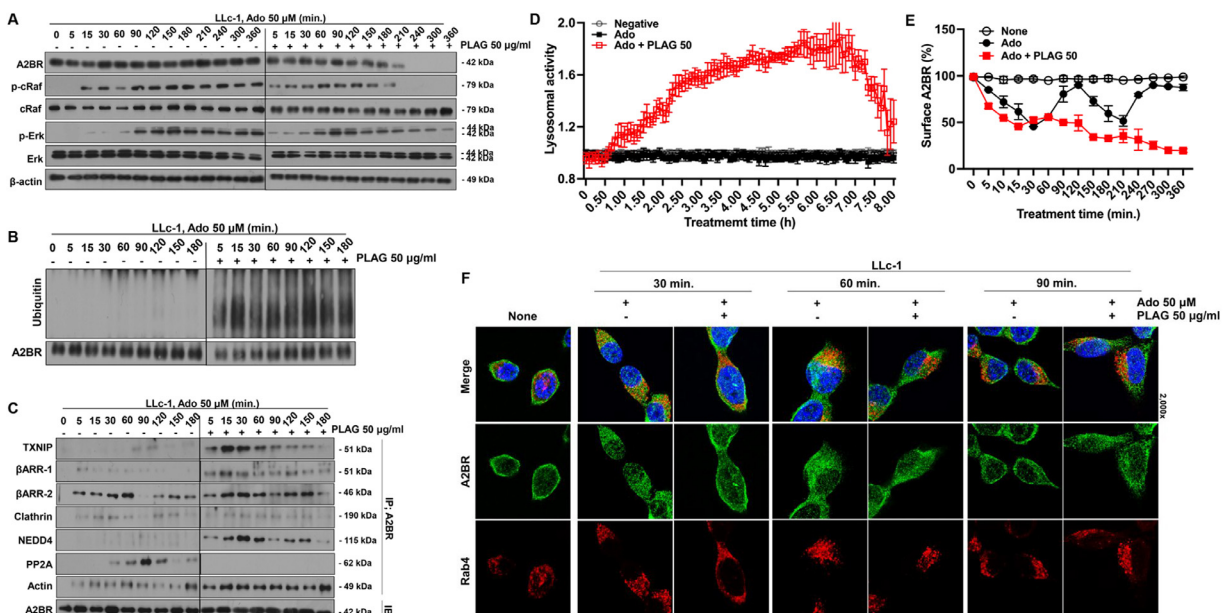 A
LLc-1, Ado 50 μM (min.)
0 5 15 30 60 90 120 150 180 210 240 300 360 5 15 30 60 90 120 150 180 210 240 300 360
- - - - - - - - - - - - - + + + + + + + + + + + + PLAG 50 μg/ml
A2BR - 42 kDa
p-cRaf - 79 kDa
cRaf - 79 kDa
p-Erk - 44 kDa
- 42 kDa
Erk - 44 kDa
- 42 kDa
β-actin - 49 kDa
B
LLc-1, Ado 50 μM (min.)
0 5 15 30 60 90 120 150 180 5 15 30 60 90 120 150 180
- - - - - - - - - + + + + + + + + PLAG 50 μg/ml
Ubiquitin
A2BR
C
LLc-1, Ado 50 μM (min.)
0 5 15 30 60 90 120 150 180 5 15 30 60 90 120 150 180
- - - - - - - - - + + + + + + + + PLAG 50 μg/ml
TXNIP - 51 kDa
βARR-1 - 51 kDa
βARR-2 - 46 kDa
Clathrin - 190 kDa
NEDD4 - 115 kDa
PP2A - 62 kDa
Actin - 49 kDa
A2BR - 42 kDa
IP: A2BR
D
Negative
Ado
Ado + PLAG 50
Lysosomal activity
2.0
1.6
1.2
0.8
0 0.50 1.00 1.50 2.00 2.50 3.00 3.50 4.00 4.50 5.00 5.50 6.00 6.50 7.00 7.50 8.00
Treatmemt time (h)
E
None
Ado
Ado + PLAG 50
Surface A2BR (%)
150
100
50
0
0 5 10 15 30 60 90 120 150 180 210 240 270 300 360
Treatment time (min.)
F
LLc-1
30 min. 60 min. 90 min.
+ + + + + + Ado 50 μM
None - + - + - + PLAG 50 μg/ml
Merge
2,000x
A2BR
Rab4